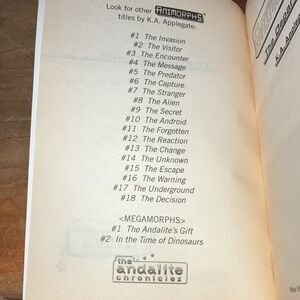 Look for other ANIMORPHS
titles by K.A. Applegate:
#1 The Invasion
#2 The Visitor
#3 The Encounter
#4 The Message
#5 The Predator
#6 The Capture
#7 The Stranger
#8 The Alien
#9 The Secret
#10 The Android
#11 The Forgotten
#12 The Reaction
#13 The Change
#14 The Unknown
#15 The Escape
#16 The Warning
#17 The Underground
#18 The Decision
<MEGAMORPHS>
#1 The Andalite's Gift
#2 In the Time of Dinosaurs
the
andalite
chronicles